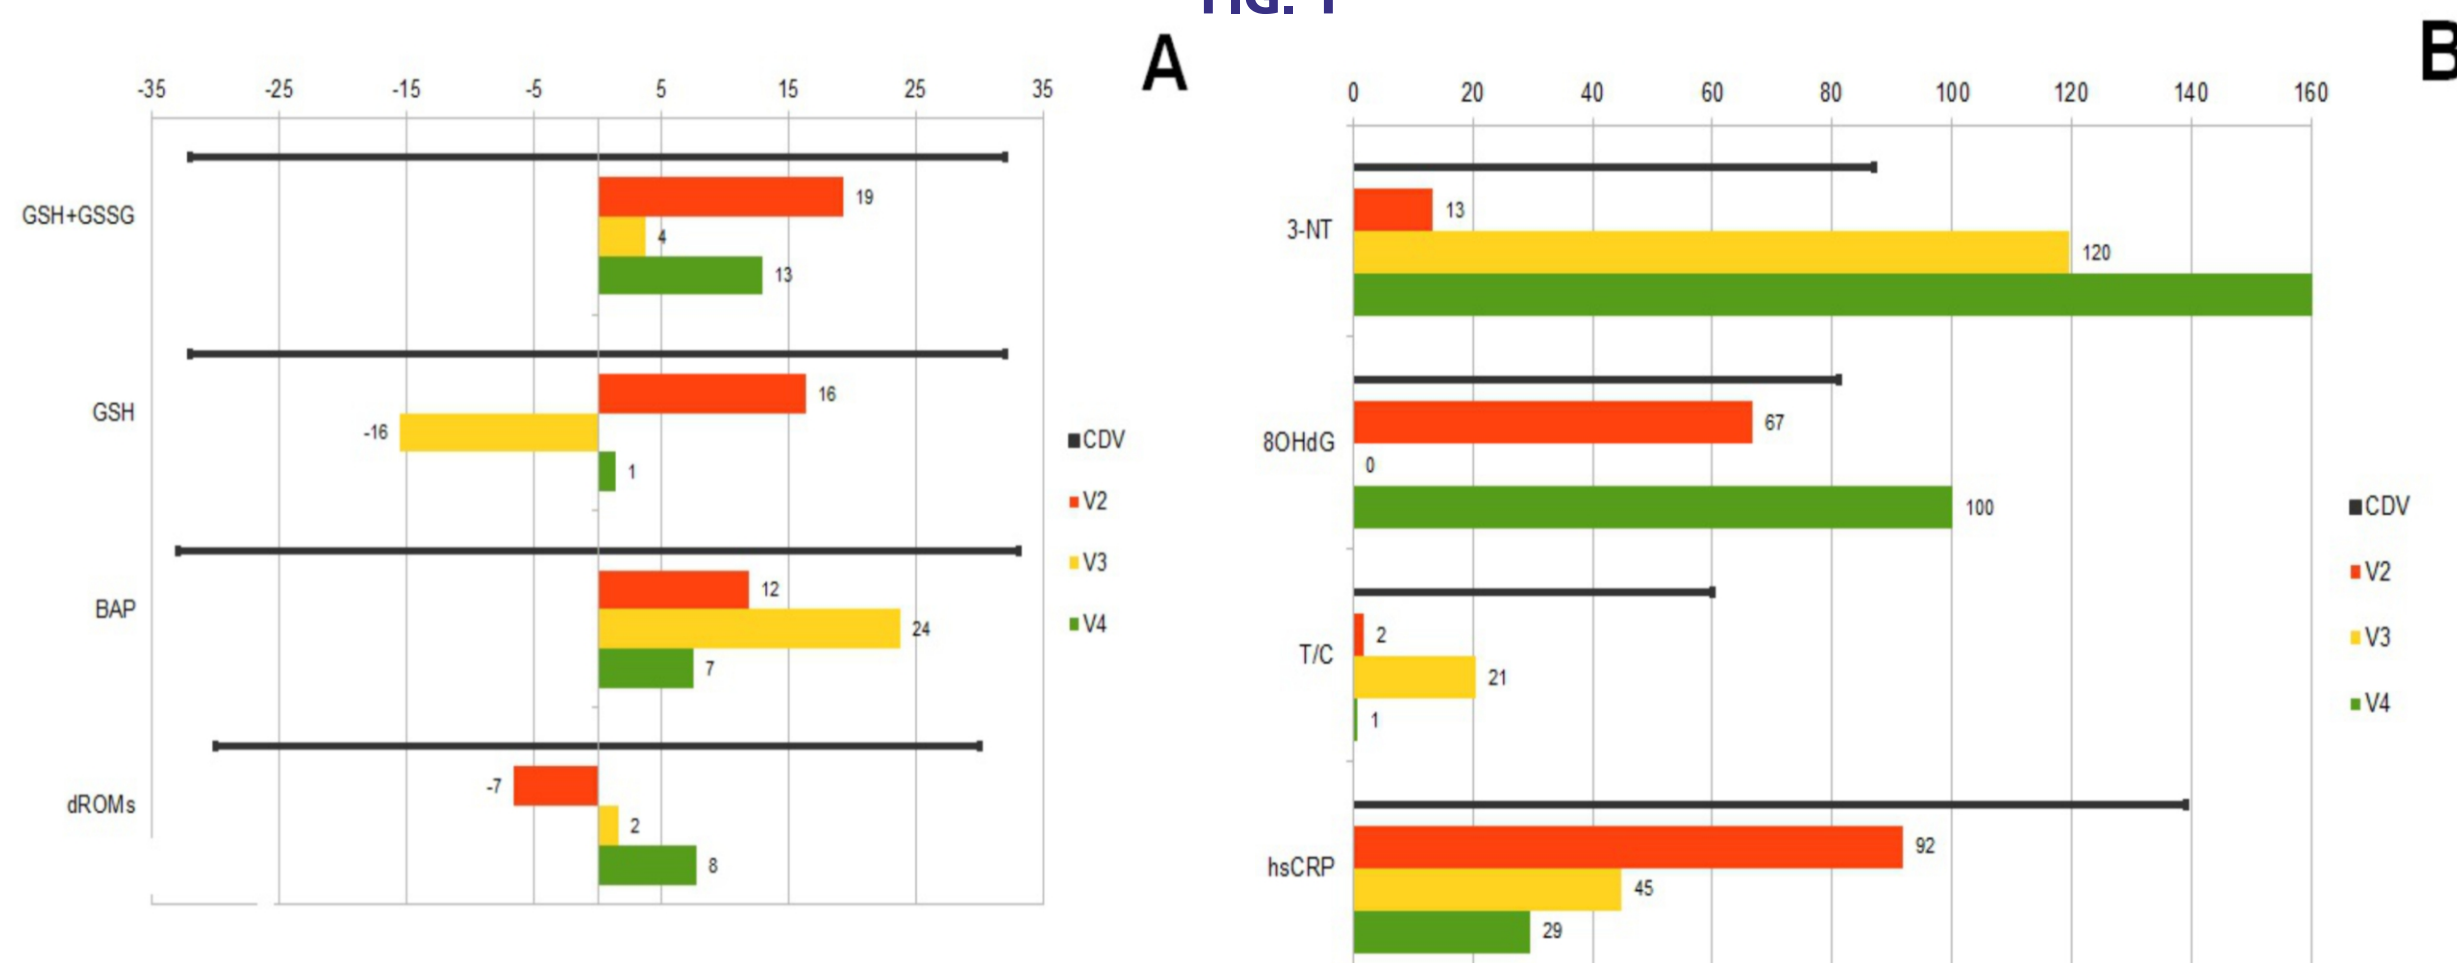 FIG. 1
A
-35 -25 -15 -5 5 15 25 35
GSH+GSSG
19
4
13
GSH
16
-16
1
BAP
12
24
7
dROMs
-7
2
8
CDV
V2
V3
V4
B
0 20 40 60 80 100 120 140 160
3-NT
13
120
8OHdG
67
0
100
T/C
2
21
1
hsCRP
92
45
29
CDV
V2
V3
V4